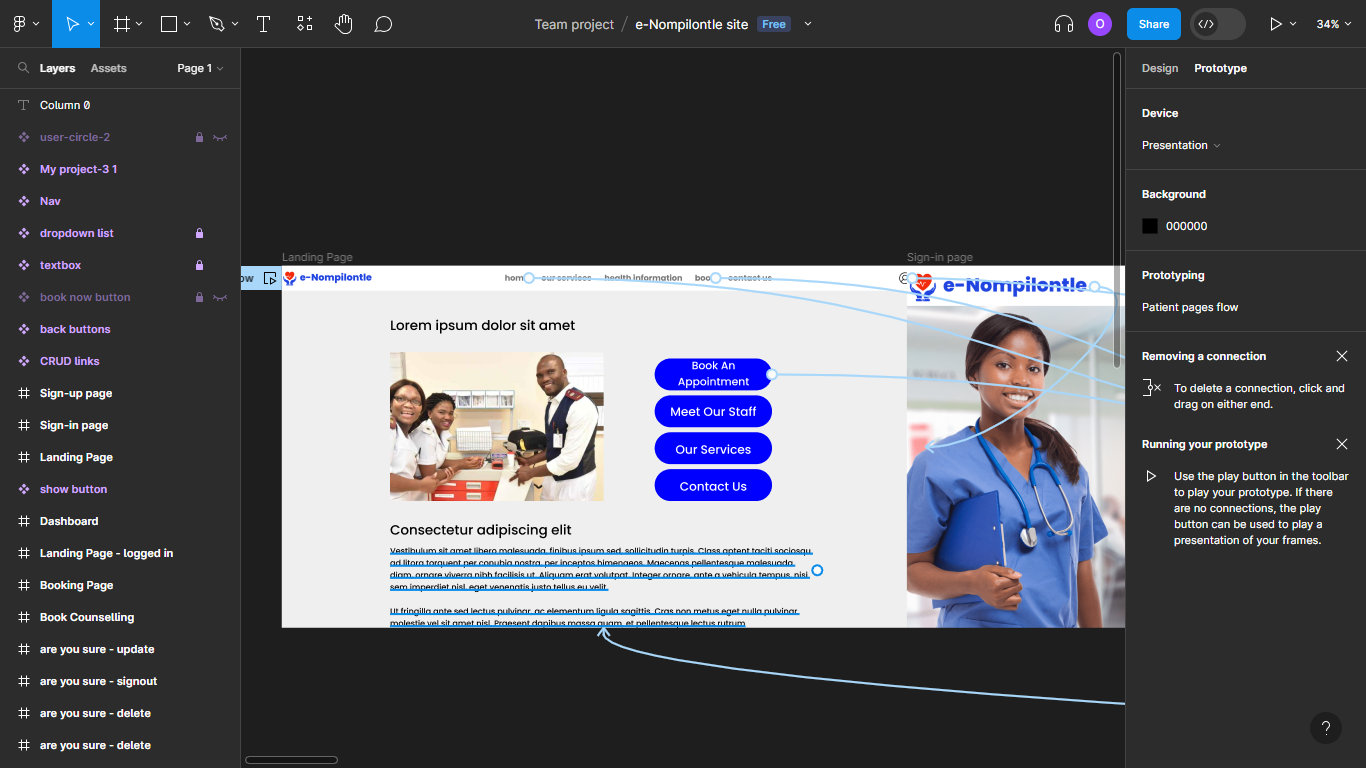 Team project / e-Nompilontle site Free
O
Share
34%
Layers Assets Page 1
Column 0
user-circle-2
My project-3 1
Nav
dropdown list
textbox
book now button
back buttons
CRUD links
Sign-up page
Sign-in page
Landing Page
show button
Dashboard
Landing Page - logged in
Booking Page
Book Counselling
are you sure - update
are you sure - signout
are you sure - delete
are you sure - delete
Landing Page
ow
e-Nompilontle
hom our services health information boo contact us
Lorem ipsum dolor sit amet
Book An
Appointment
Meet Our Staff
Our Services
Contact Us
Consectetur adipiscing elit
Vestibulum sit amet libero malesuada, finibus ipsum sed, sollicitudin turpis. Class aptent taciti sociosqu
ad litora torquent per conubia nostra, per inceptos himenaeos. Maecenas pellentesque malesuada
diam, ornare viverra nibh facilisis ut. Aliquam erat volutpat. Integer ornare, ante a vehicula tempus, nisi
sem imperdiet nisl, eget venenatis justo tellus eu velit.
Ut fringilla ante sed lectus pulvinar, ac elementum ligula sagittis. Cras non metus eget nulla pulvinar
molestie vel sit amet nisl. Praesent dapibus massa quam, et pellentesque lectus rutrum
Sign-in page
e-Nompilontle
Design Prototype
Device
Presentation
Background
000000
Prototyping
Patient pages flow
Removing a connection
To delete a connection, click and
drag on either end.
Running your prototype
Use the play button in the toolbar
to play your prototype. If there
are no connections, the play
button can be used to play a
presentation of your frames.
?